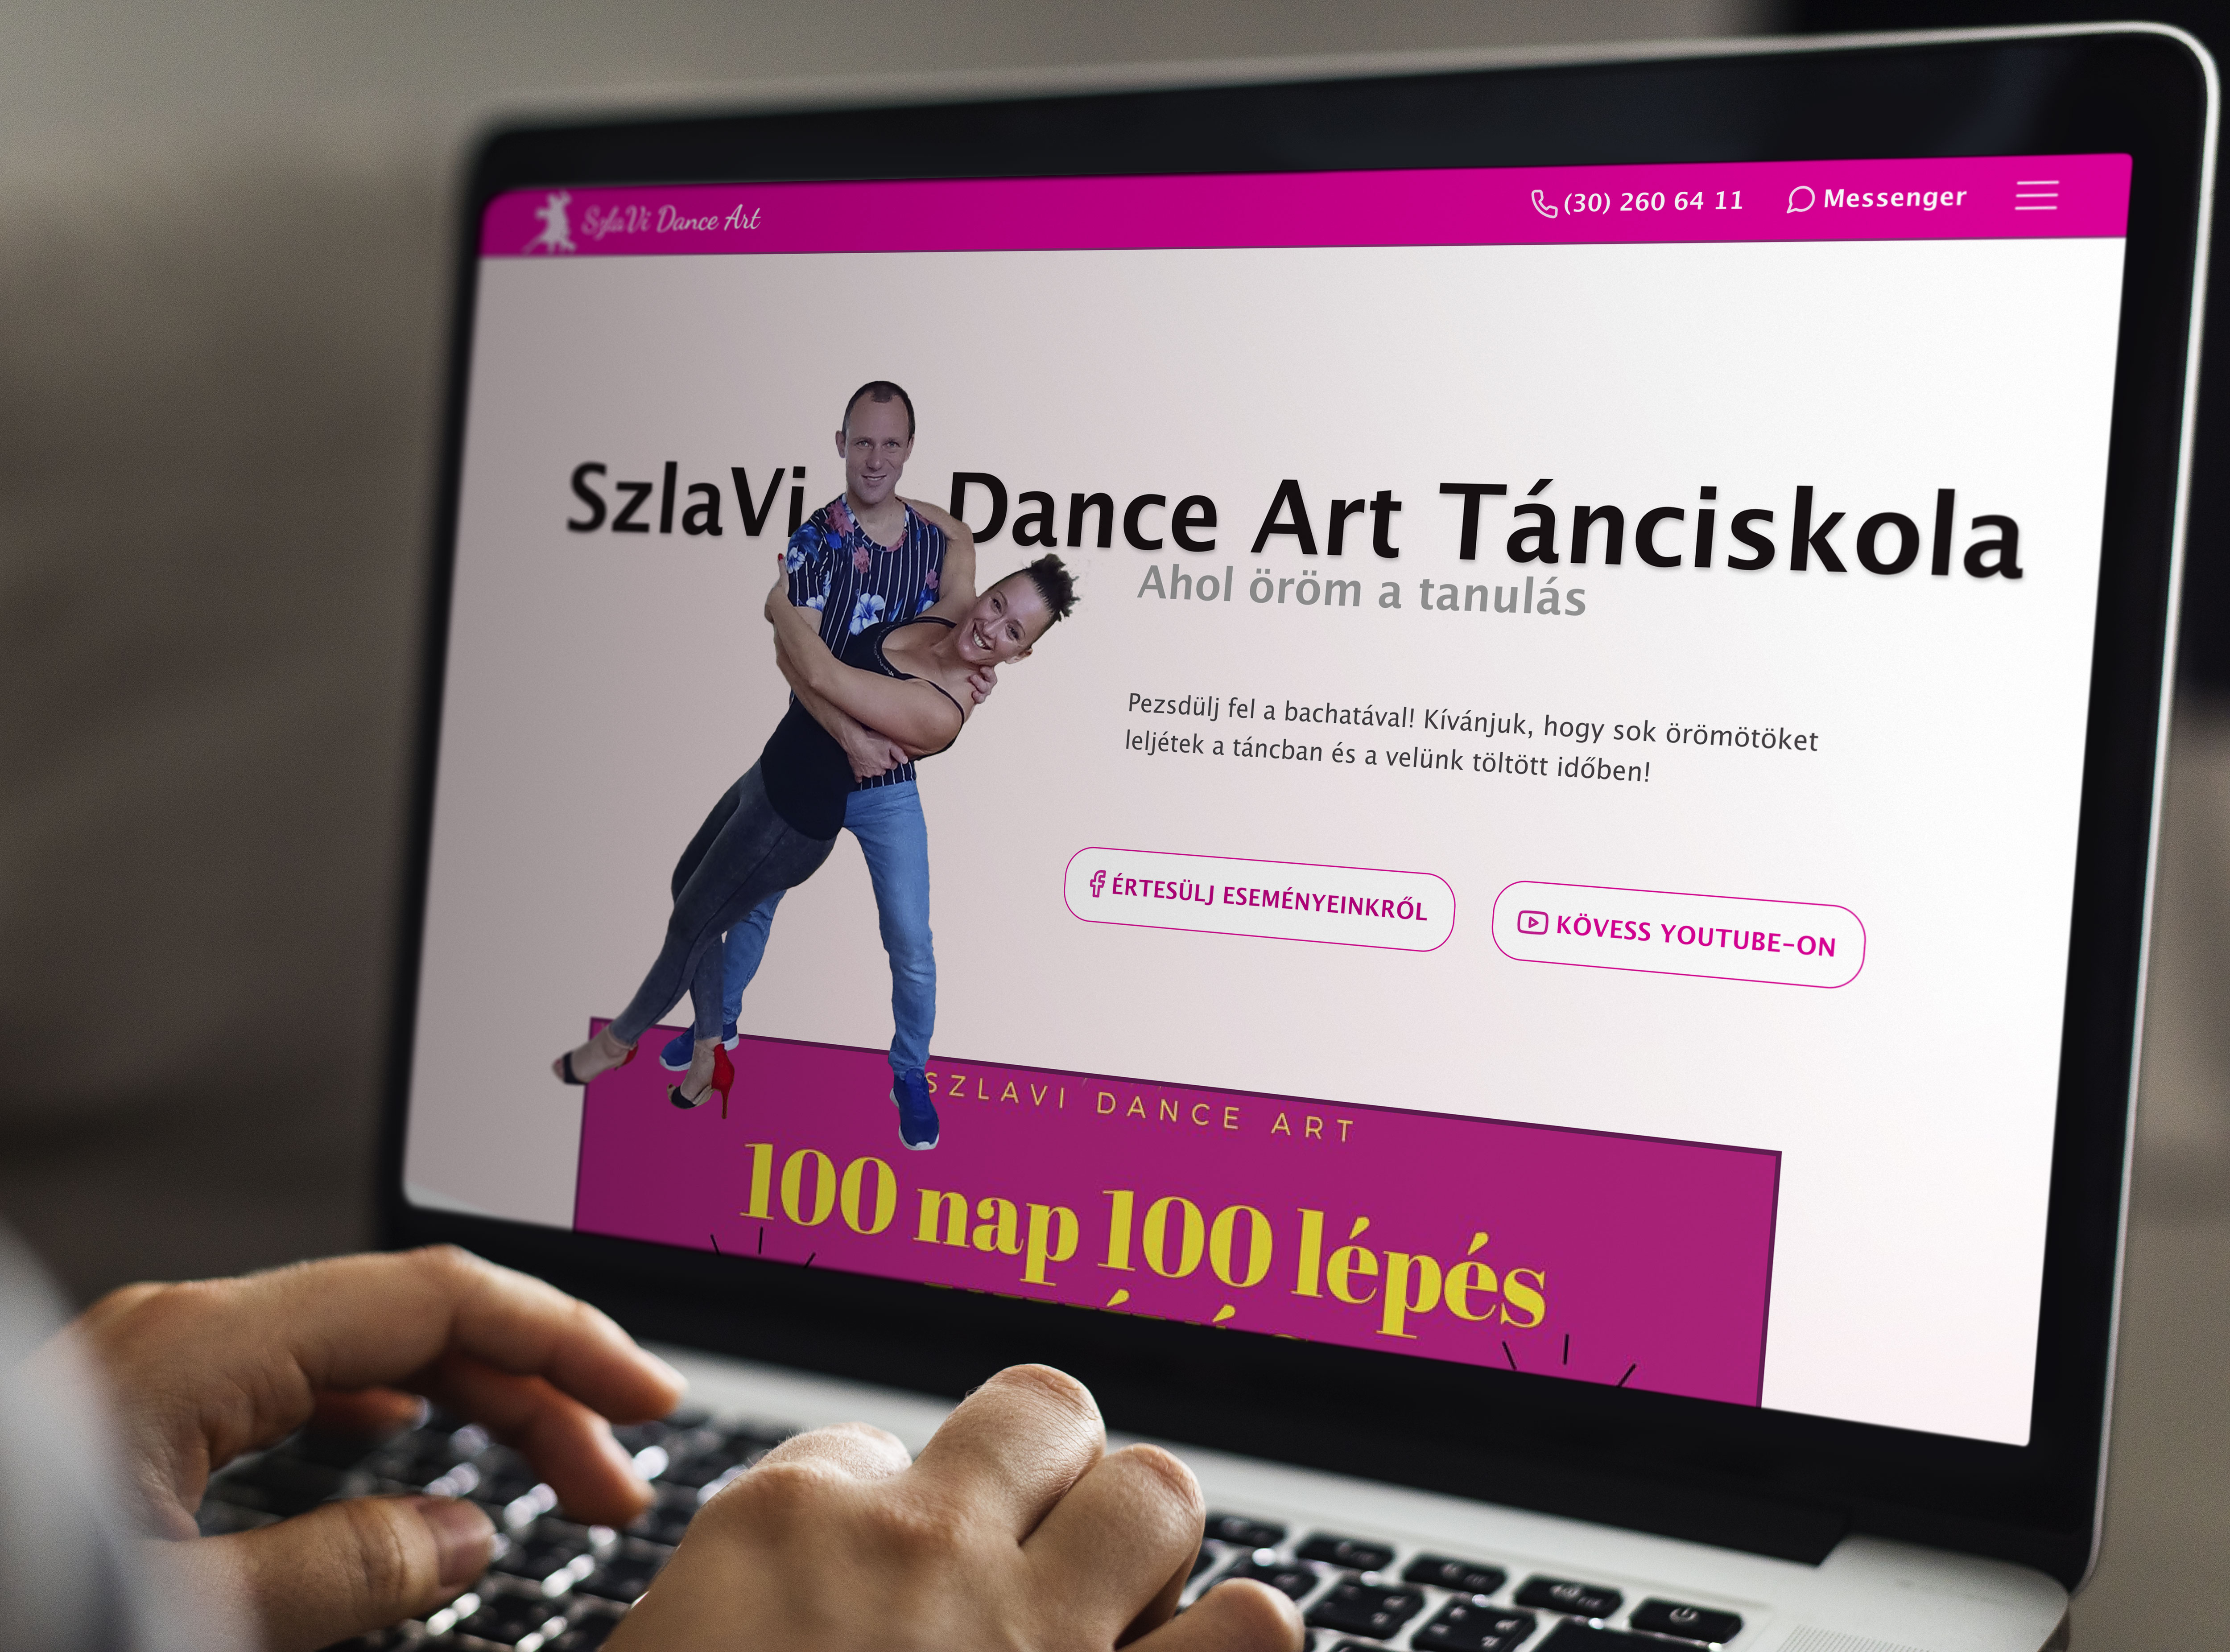 SzlaVi Dance Art
(30) 260 64 11
Messenger
SzlaVi Dance Art Tánciskola
Ahol öröm a tanulás
Pezsdülj fel a bachatával! Kívánjuk, hogy sok örömötöket
leljétek a táncban és a velünk töltött időben!
ÉRTESÜLJ ESEMÉNYEINKRŐL
KÖVESS YOUTUBE-ON
SZLAVI DANCE ART
100 nap 100 lépés